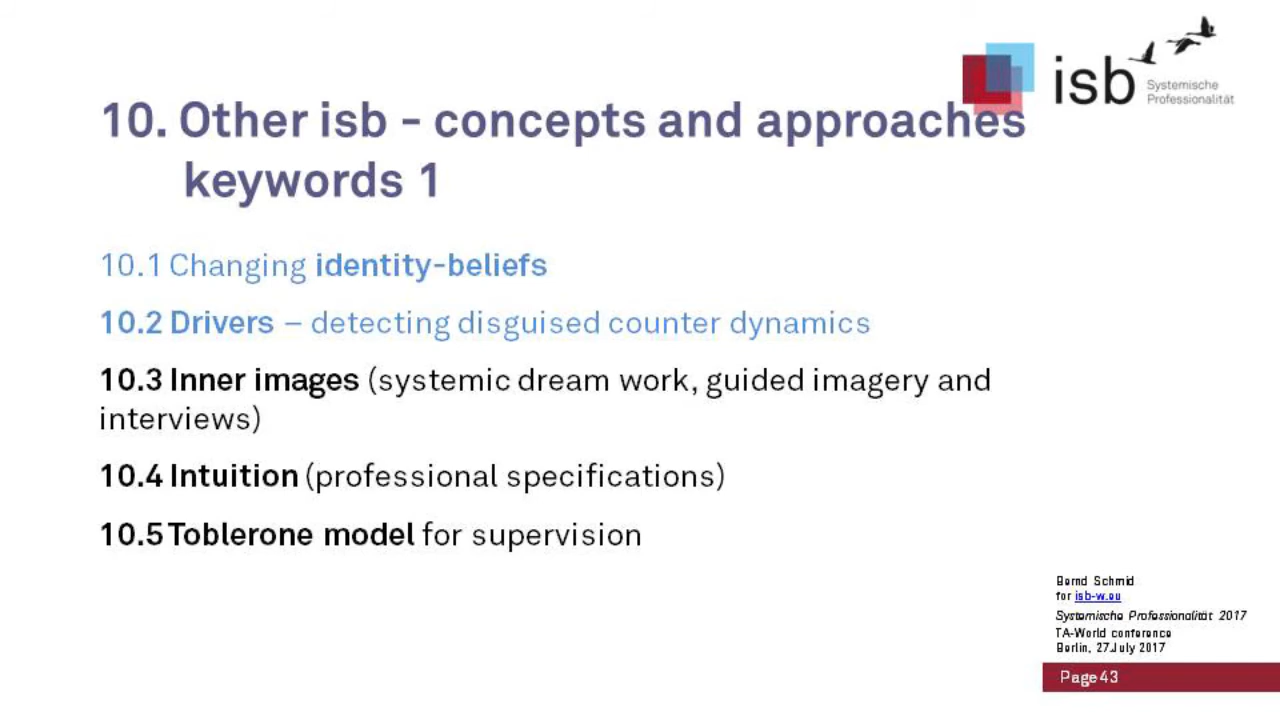 isb Systemische
Professionalität
10. Other isb - concepts and approaches
keywords 1
10.1 Changing identity-beliefs
10.2 Drivers – detecting disguised counter dynamics
10.3 Inner images (systemic dream work, guided imagery and
interviews)
10.4 Intuition (professional specifications)
10.5 Toblerone model for supervision
Bernd Schmid
for isb-w.eu
Systemische Professionalität 2017
TA-World conference
Berlin, 27.July 2017
Page 43